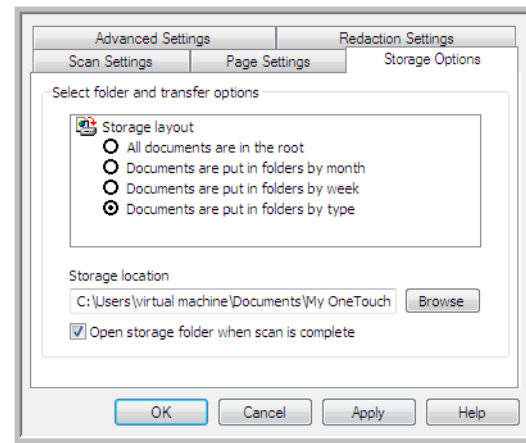 Advanced Settings Redaction Settings
Scan Settings Page Settings Storage Options
Select folder and transfer options
Storage layout
All documents are in the root
Documents are put in folders by month
Documents are put in folders by week
Documents are put in folders by type
Storage location
C:\Users\virtual machine\Documents\My OneTouch Browse
Open storage folder when scan is complete
OK Cancel Apply Help